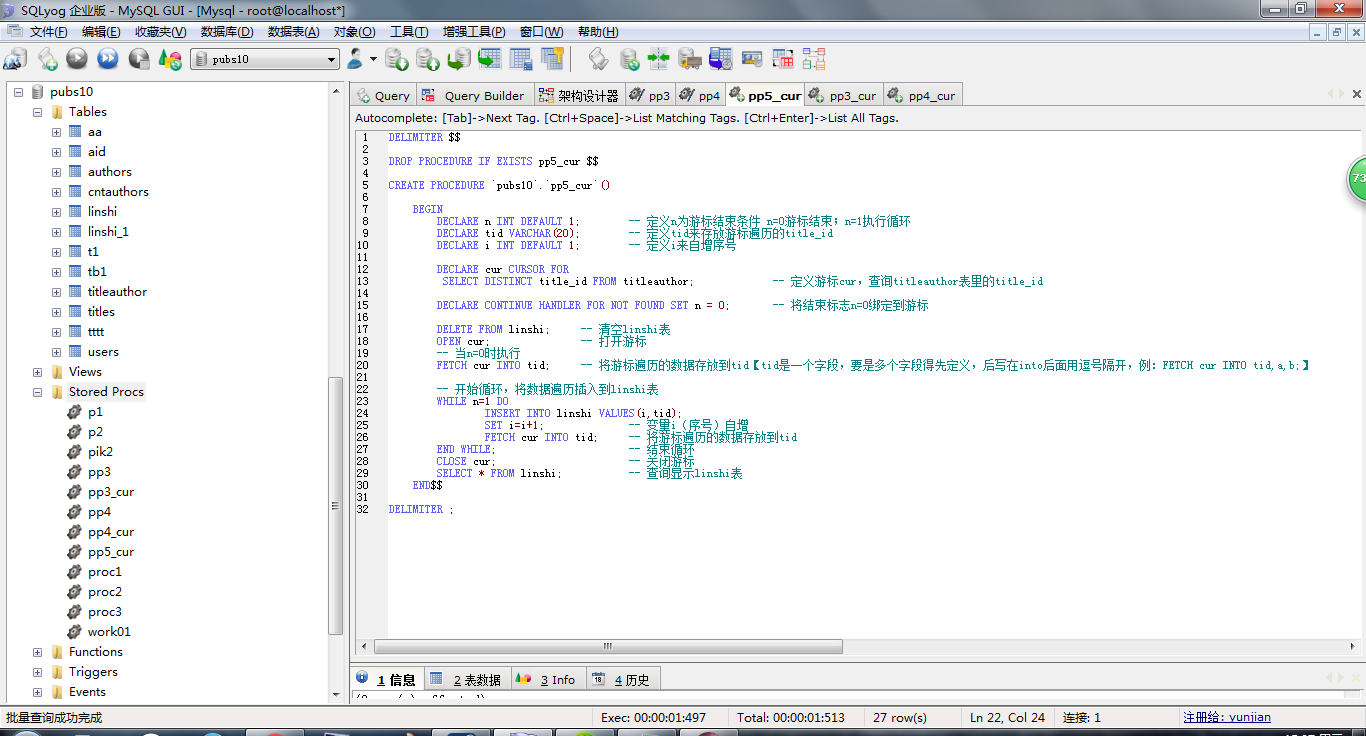 SQLyog 企业版 - MySQL GUI - [Mysql - root@localhost*]
文件(F) 编辑(E) 收藏夹(V) 数据库(D) 数据表(A) 对象(O) 工具(T) 增强工具(P) 窗口(W) 帮助(H)
pubs10
pubs10
Tables
aa
aid
authors
cntauthors
linshi
linshi_1
t1
tb1
titleauthor
titles
tttt
users
Views
Stored Procs
p1
p2
pik2
pp3
pp3_cur
pp4
pp4_cur
pp5_cur
proc1
proc2
proc3
work01
Functions
Triggers
Events
Query Query Builder 架构设计器 pp3 pp4 pp5_cur pp3_cur pp4_cur
Autocomplete: [Tab]->Next Tag. [Ctrl+Space]->List Matching Tags. [Ctrl+Enter]->List All Tags.
1 DELIMITER $$
2
3 DROP PROCEDURE IF EXISTS pp5_cur $$
4
5 CREATE PROCEDURE `pubs10`.`pp5_cur`()
6
7 BEGIN
8 DECLARE n INT DEFAULT 1; -- 定义n为游标结束条件 n=0游标结束；n=1执行循环
9 DECLARE tid VARCHAR(20); -- 定义tid来存放游标遍历的title_id
10 DECLARE i INT DEFAULT 1; -- 定义i来自增序号
11
12 DECLARE cur CURSOR FOR
13 SELECT DISTINCT title_id FROM titleauthor; -- 定义游标cur，查询titleauthor表里的title_id
14
15 DECLARE CONTINUE HANDLER FOR NOT FOUND SET n = 0; -- 将结束标志n=0绑定到游标
16
17 DELETE FROM linshi; -- 清空linshi表
18 OPEN cur; -- 打开游标
19 -- 当n=0时执行
20 FETCH cur INTO tid; -- 将游标遍历的数据存放到tid【tid是一个字段，要是多个字段得先定义，后写在into后面用逗号隔开，例：FETCH cur INTO tid,a,b;】
21
22 -- 开始循环，将数据遍历插入到linshi表
23 WHILE n=1 DO
24 INSERT INTO linshi VALUES(i,tid);
25 SET i=i+1; -- 变量i（序号）自增
26 FETCH cur INTO tid; -- 将游标遍历的数据存放到tid
27 END WHILE; -- 结束循环
28 CLOSE cur; -- 关闭游标
29 SELECT * FROM linshi; -- 查询显示linshi表
30 END$$
31
32 DELIMITER ;
73
1 信息 2 表数据 3 Info 4 历史
批量查询成功完成 Exec: 00:00:01:497 Total: 00:00:01:513 27 row(s) Ln 22, Col 24 连接: 1 注册给: yunjian